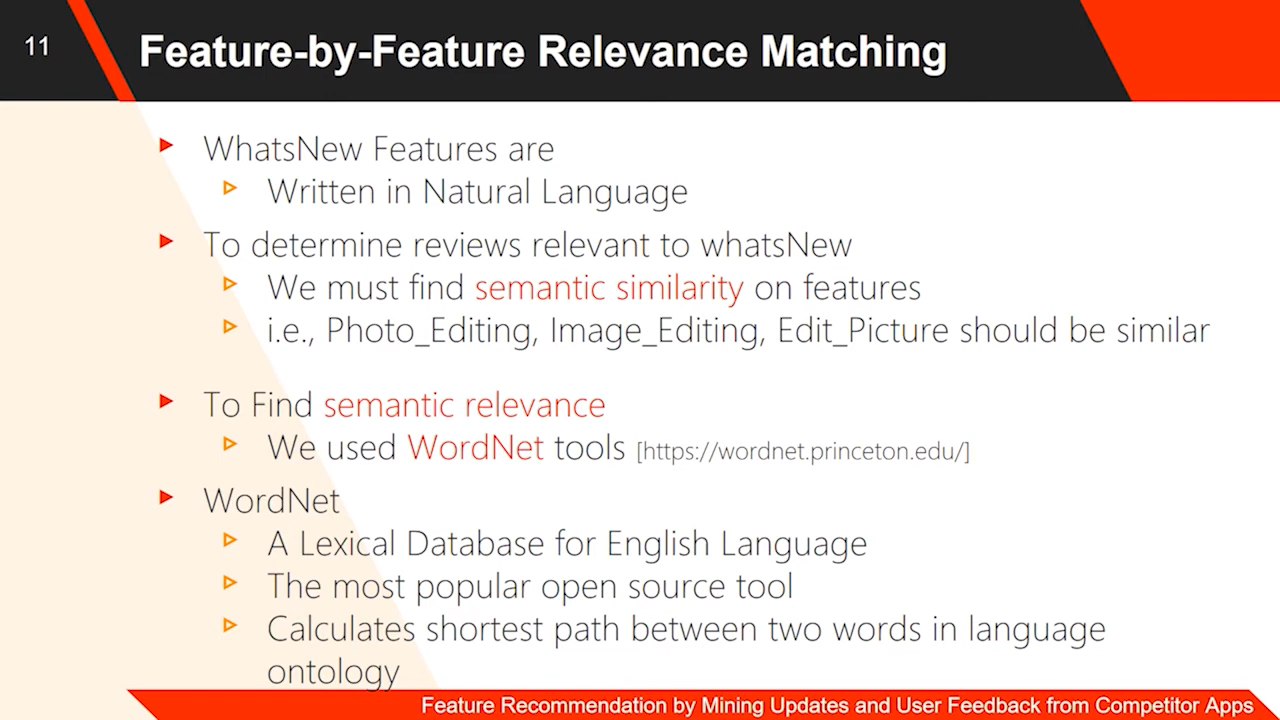 11
Feature-by-Feature Relevance Matching
WhatsNew Features are
Written in Natural Language
To determine reviews relevant to whatsNew
We must find semantic similarity on features
i.e., Photo_Editing, Image_Editing, Edit_Picture should be similar
To Find semantic relevance
We used WordNet tools [https://wordnet.princeton.edu/]
WordNet
A Lexical Database for English Language
The most popular open source tool
Calculates shortest path between two words in language
ontology
Feature Recommendation by Mining Updates and User Feedback from Competitor Apps